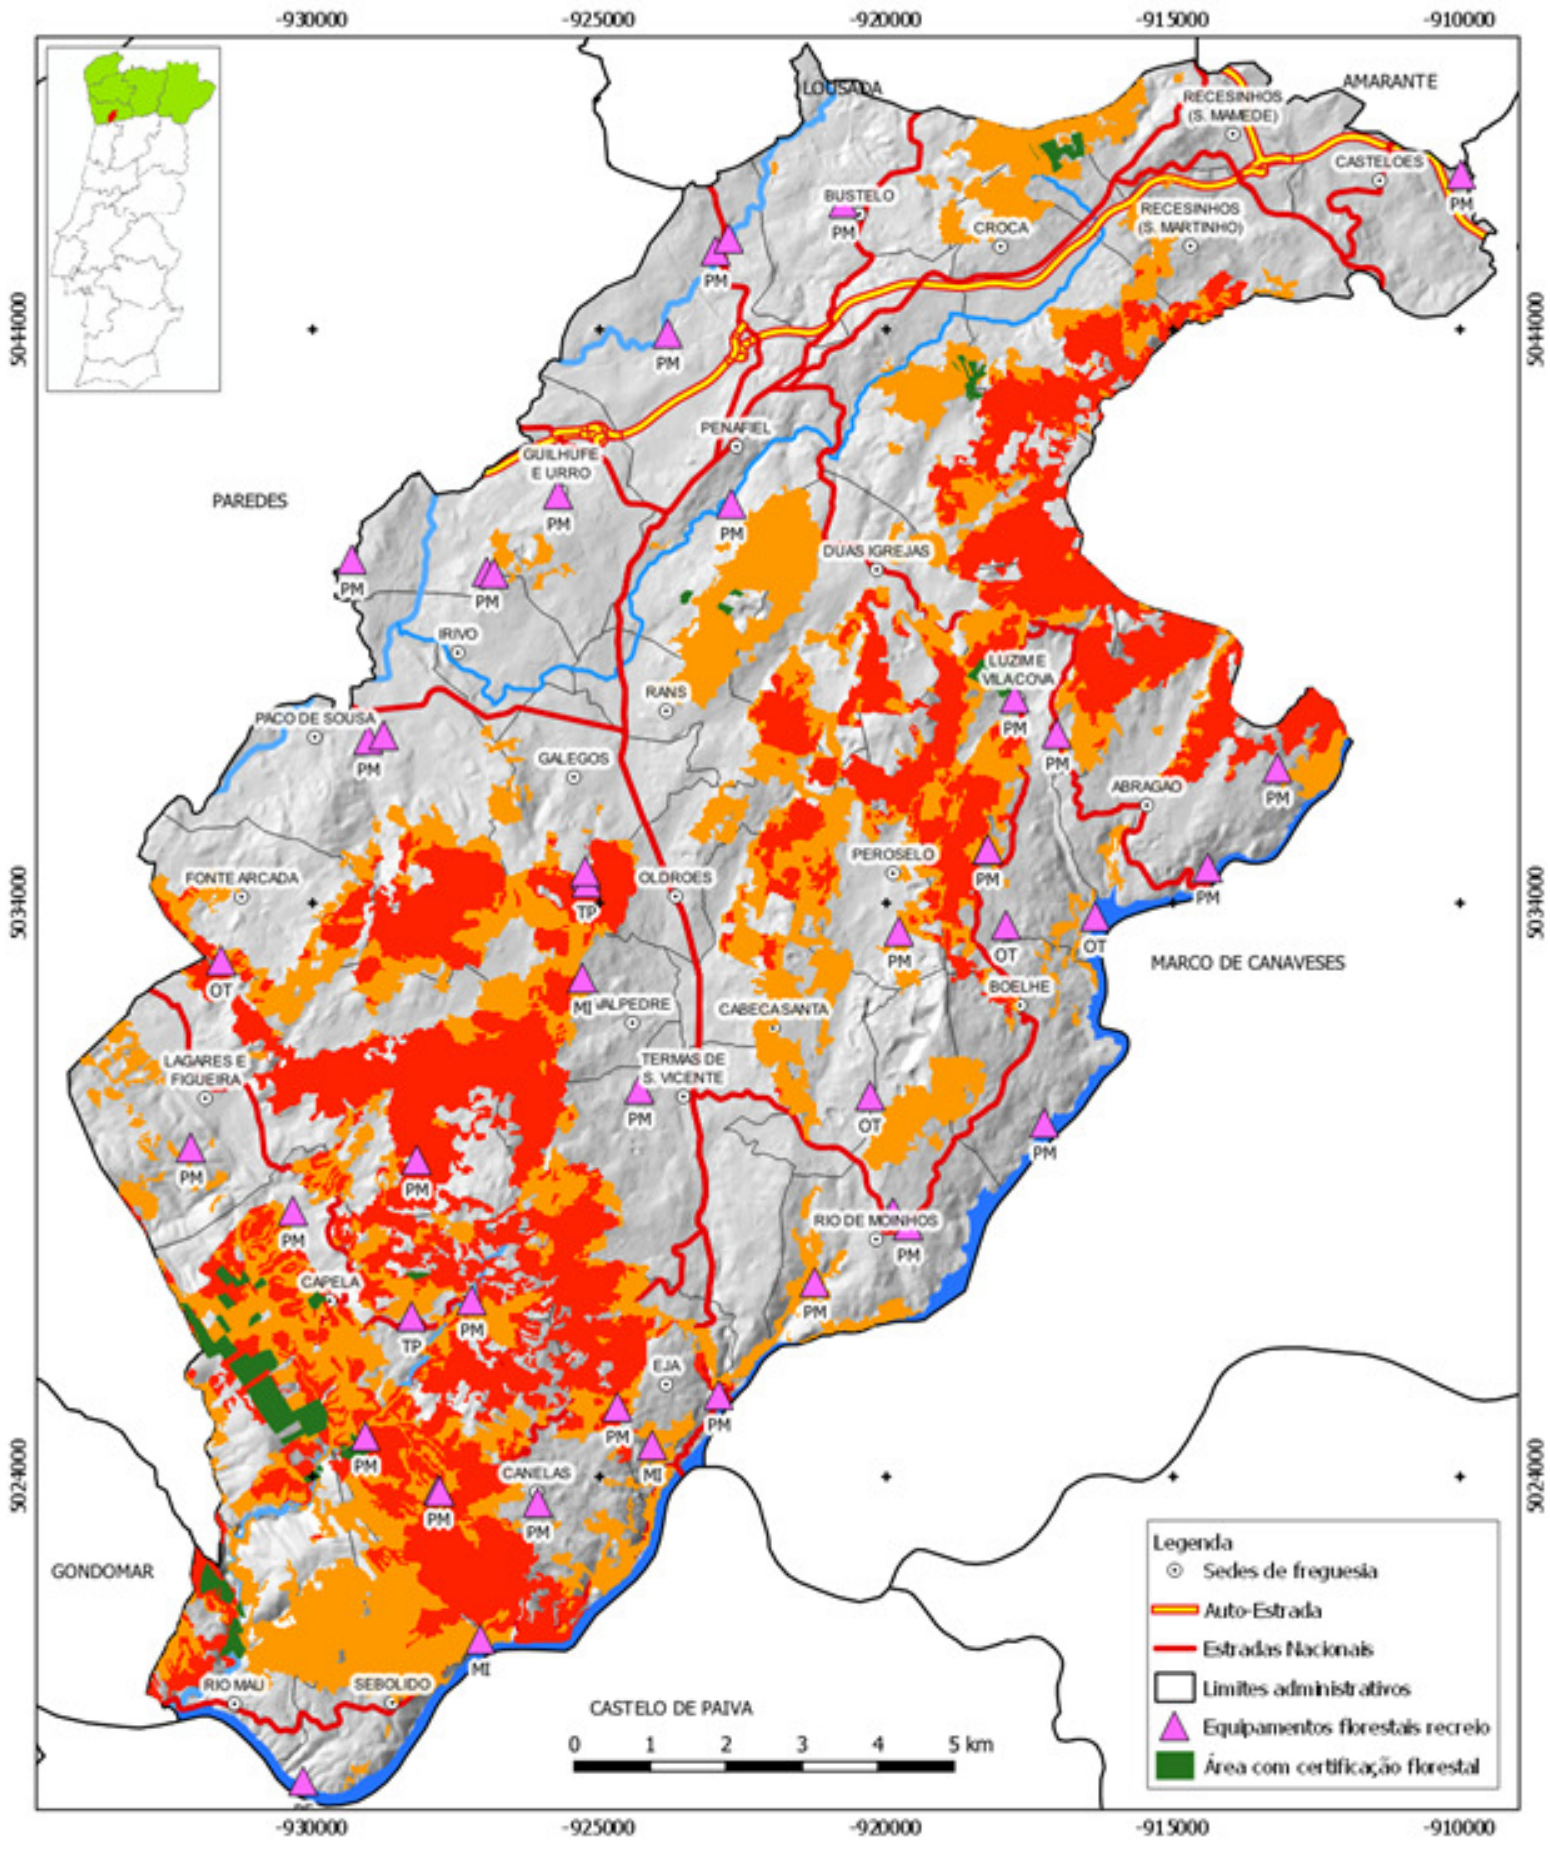 -930000
-925000
-920000
-915000
-910000
LOUSADA
AMARANTE
RECESINHOS
(S. MAMEDE)
CASTELOES
PM
BUSTELO
PM
RECESINHOS
(S. MARTINHO)
CROCA
PM
5044000
5044000
PM
PENAFIEL
GUILHUFE
E URRO
PAREDES
PM
PM
DUAS IGREJAS
PM
PM
IRIVO
LUZIM E
VILA COVA
RANS
PACO DE SOUSA
PM
PM
PM
GALEGOS
ABRAGAO
PM
PEROSELO
FONTE ARCADA
OLDROES
PM
PM
TP
5034000
5034000
PM
OT
OT
MARCO DE CANAVESES
OT
BOELHE
MI
VALPEDRE
CABECA SANTA
LAGARES E
FIGUEIRA
TERMAS DE
S. VICENTE
PM
OT
PM
PM
PM
PM
RIO DE MOINHOS
PM
CAPELA
PM
PM
TP
EJA
PM
PM
PM
CANELAS
MI
PM
PM
5024000
5024000
GONDOMAR
MI
RIO MAU
SEBOLIDO
CASTELO DE PAIVA
0
1
2
3
4
5 km
Legenda
Sedes de freguesia
Auto-Estrada
Estradas Nacionais
Limites administrativos
Equipamentos florestais recreio
Área com certificação florestal
-930000
-925000
-920000
-915000
-910000